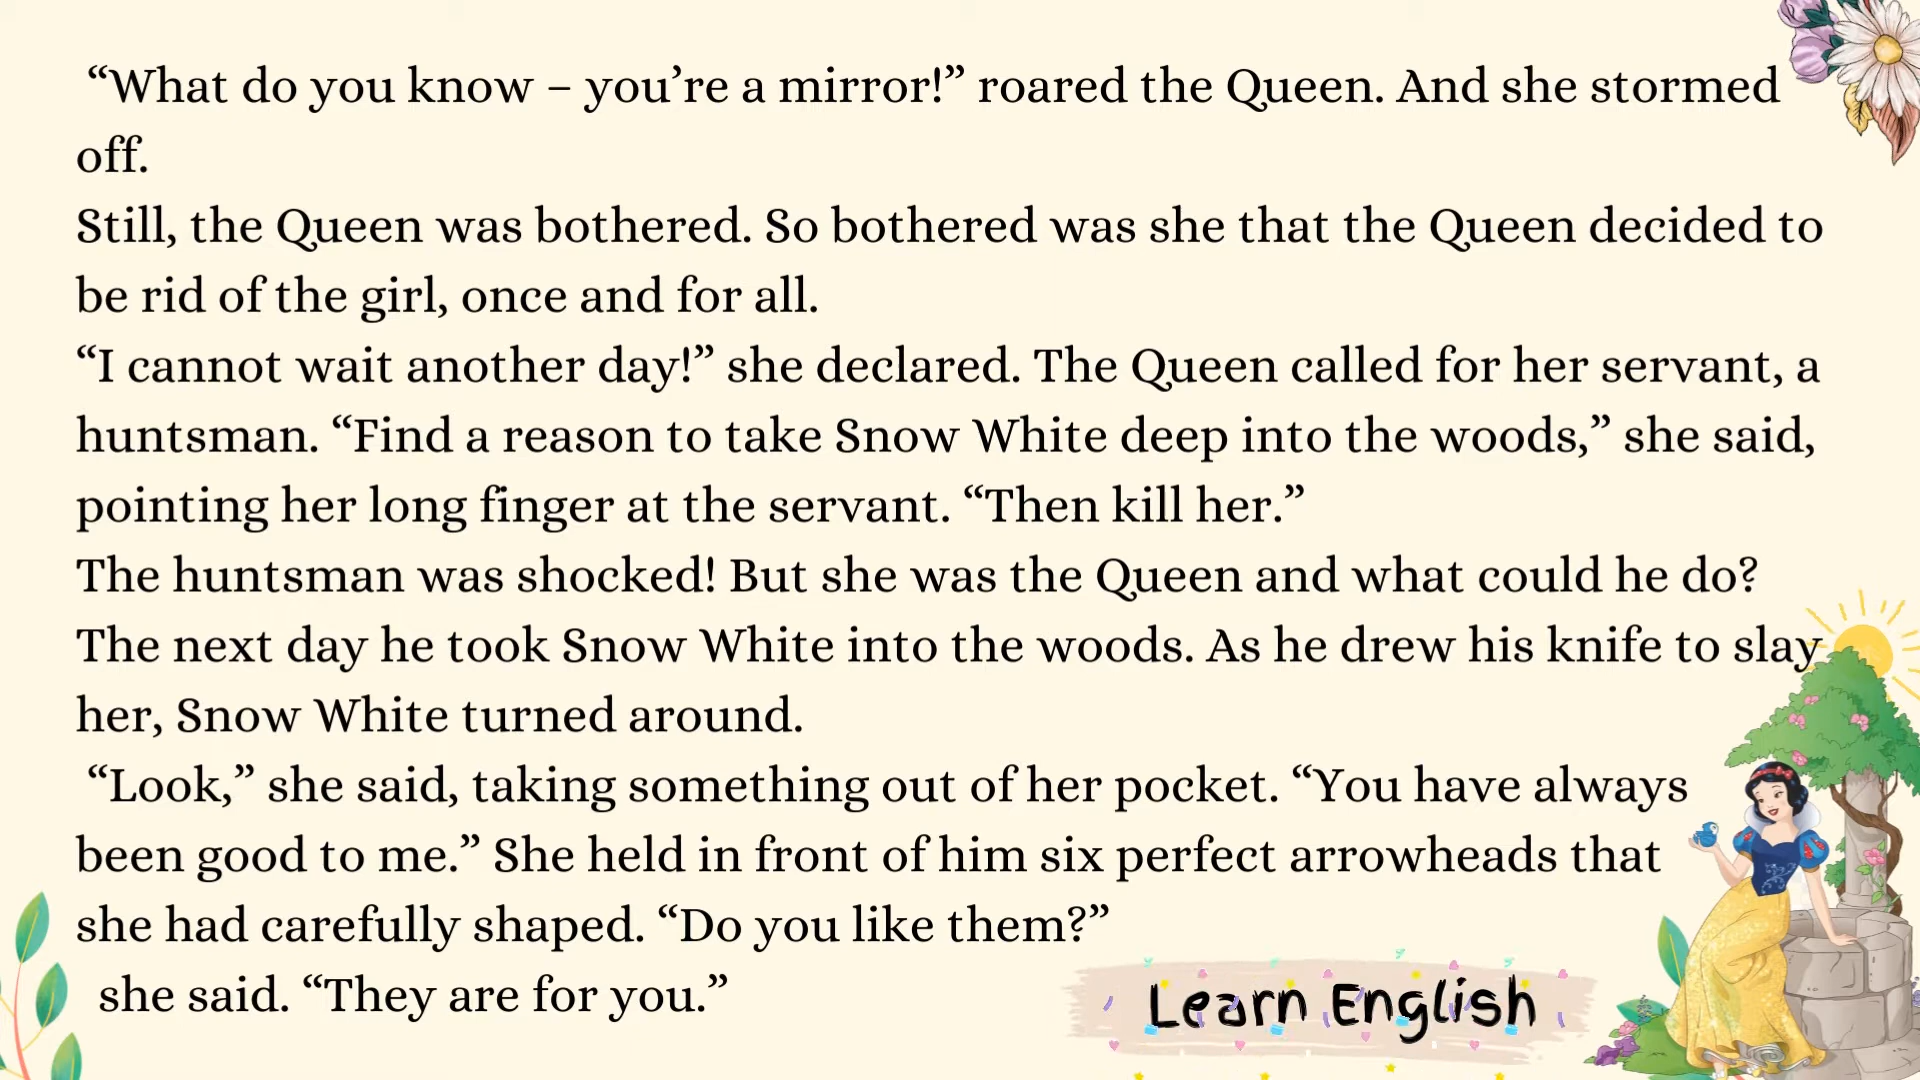 “What do you know – you’re a mirror!” roared the Queen. And she stormed
off.
Still, the Queen was bothered. So bothered was she that the Queen decided to
be rid of the girl, once and for all.
“I cannot wait another day!” she declared. The Queen called for her servant, a
huntsman. “Find a reason to take Snow White deep into the woods,” she said,
pointing her long finger at the servant. “Then kill her.”
The huntsman was shocked! But she was the Queen and what could he do?
The next day he took Snow White into the woods. As he drew his knife to slay
her, Snow White turned around.
“Look,” she said, taking something out of her pocket. “You have always
been good to me.” She held in front of him six perfect arrowheads that
she had carefully shaped. “Do you like them?”
she said. “They are for you.”
Learn English